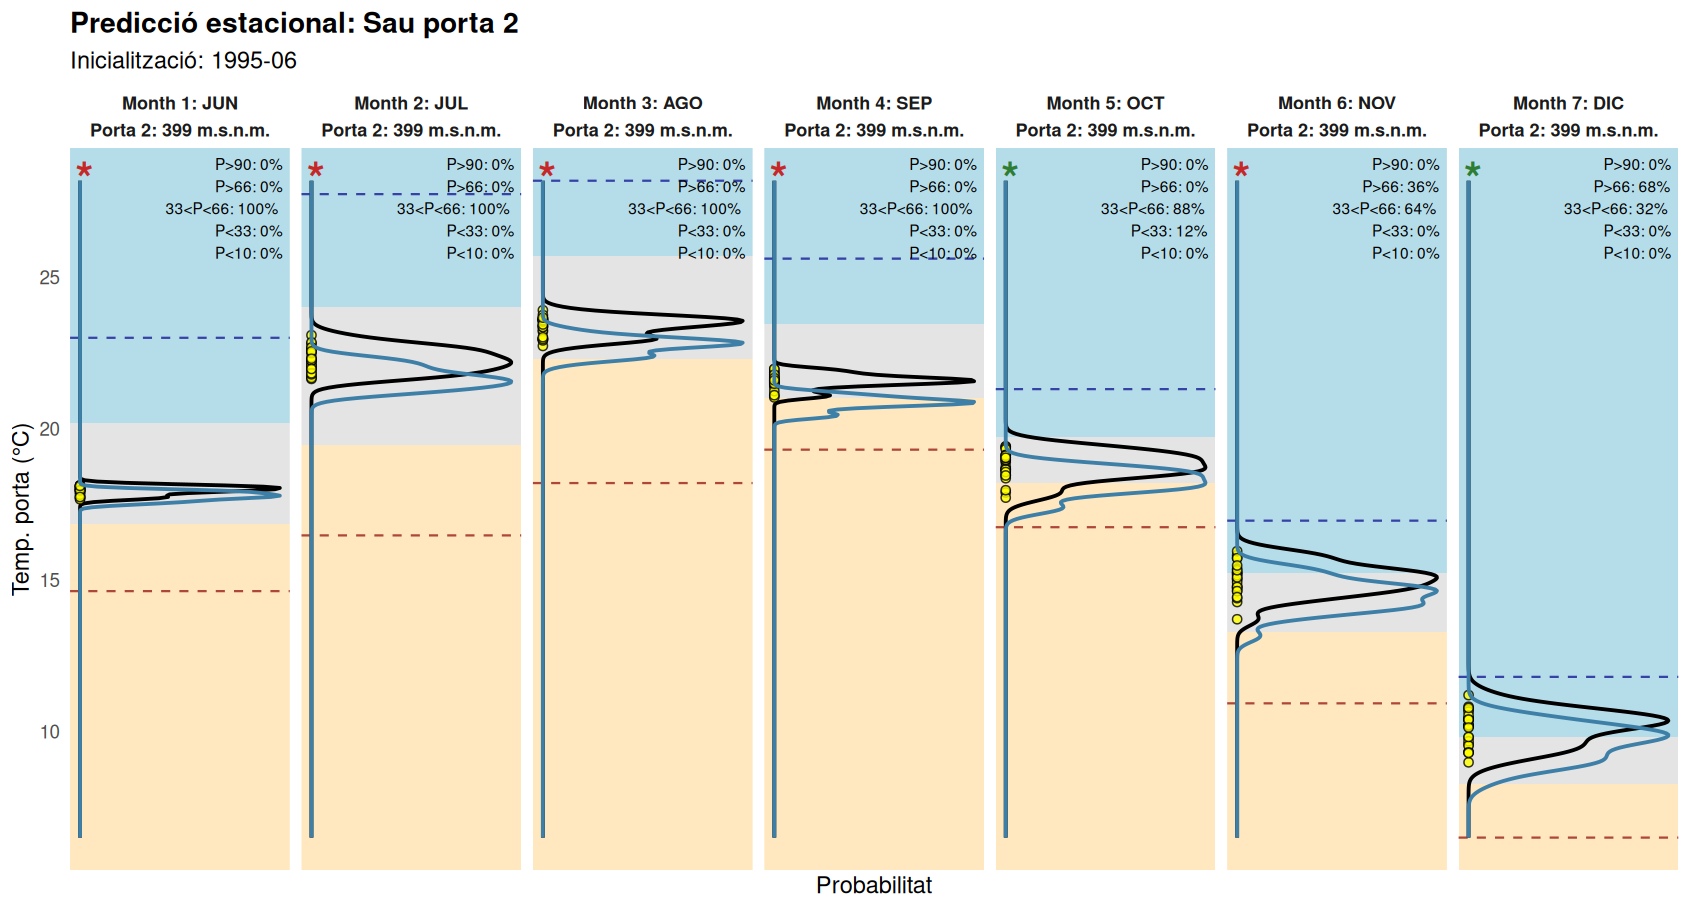 Predicció estacional: Sau porta 2
Inicialització: 1995-06
Month 1: JUN
Porta 2: 399 m.s.n.m.
Month 2: JUL
Porta 2: 399 m.s.n.m.
Month 3: AGO
Porta 2: 399 m.s.n.m.
Month 4: SEP
Porta 2: 399 m.s.n.m.
Month 5: OCT
Porta 2: 399 m.s.n.m.
Month 6: NOV
Porta 2: 399 m.s.n.m.
Month 7: DIC
Porta 2: 399 m.s.n.m.
*
P>90: 0%
P>66: 0%
33<P<66: 100%
P<33: 0%
P<10: 0%
*
P>90: 0%
P>66: 0%
33<P<66: 100%
P<33: 0%
P<10: 0%
*
P>90: 0%
P>66: 0%
33<P<66: 100%
P<33: 0%
P<10: 0%
*
P>90: 0%
P>66: 0%
33<P<66: 100%
P<33: 0%
P<10: 0%
*
P>90: 0%
P>66: 0%
33<P<66: 88%
P<33: 12%
P<10: 0%
*
P>90: 0%
P>66: 36%
33<P<66: 64%
P<33: 0%
P<10: 0%
*
P>90: 0%
P>66: 68%
33<P<66: 32%
P<33: 0%
P<10: 0%
Temp. porta (°C)
25
20
15
10
Probabilitat